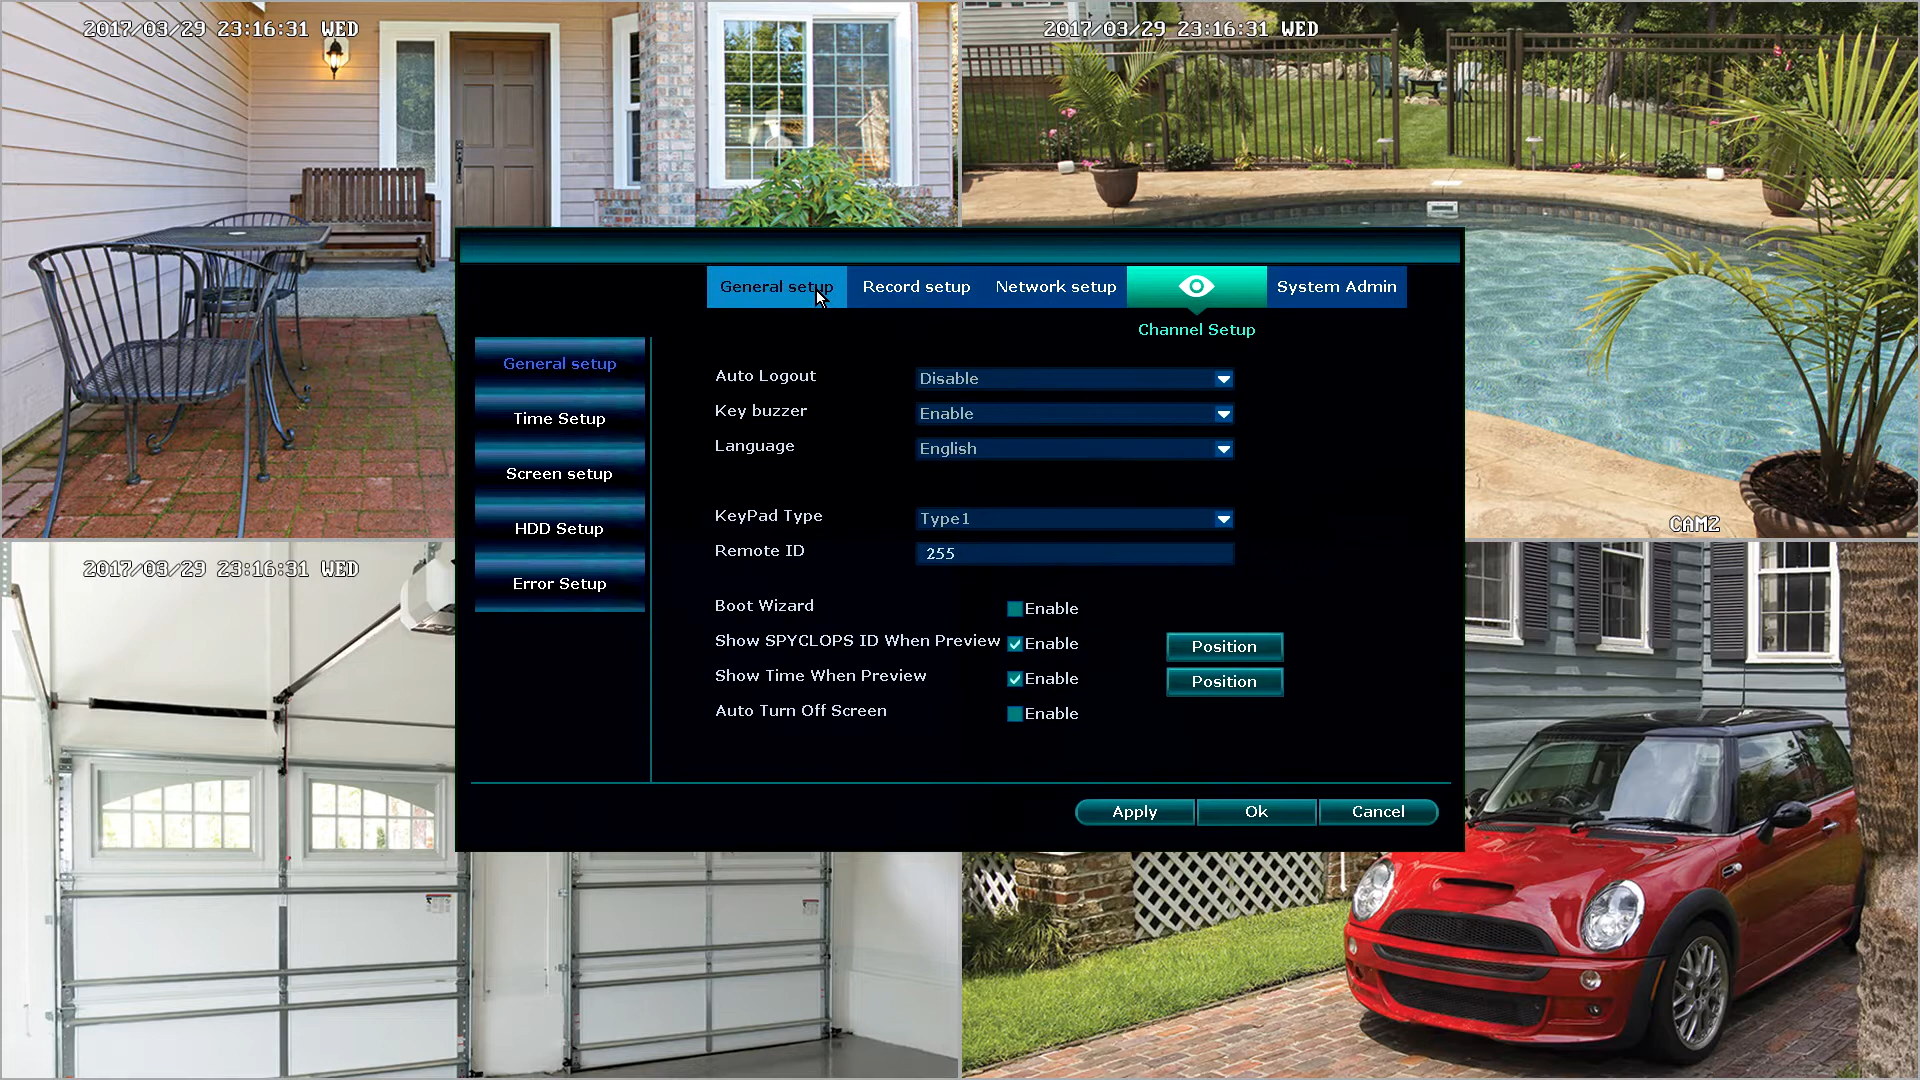 2017/03/29 23:16:31 WED
2017/03/29 23:16:31 WED
General setup
Record setup
Network setup
System Admin
Channel Setup
General setup
Time Setup
Screen setup
HDD Setup
Error Setup
Auto Logout
Disable
Key buzzer
Enable
Language
English
KeyPad Type
Type1
Remote ID
255
Boot Wizard
Enable
Show SPYCLOPS ID When Preview
Enable
Position
Show Time When Preview
Enable
Position
Auto Turn Off Screen
Enable
Apply
Ok
Cancel
CAM2
2017/03/29 23:16:31 WED